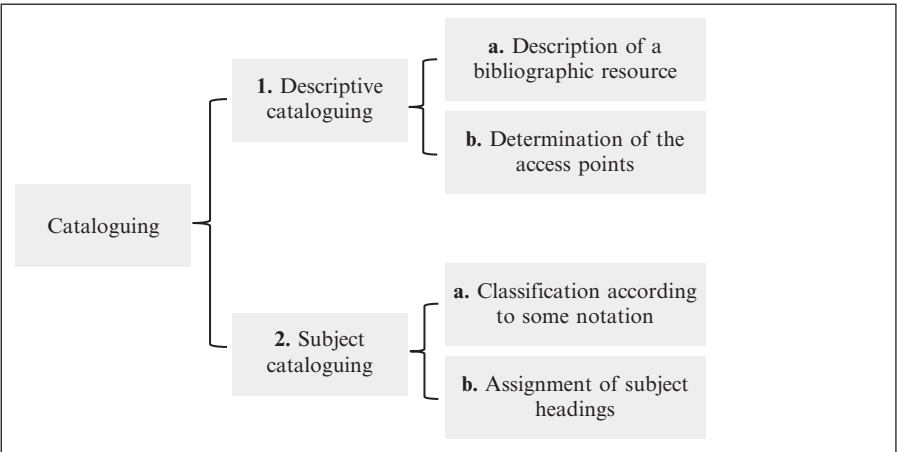 Cataloguing
1. Descriptive
cataloguing
a. Description of a
bibliographic resource
b. Determination of the
access points
2. Subject
cataloguing
a. Classification according
to some notation
b. Assignment of subject
headings